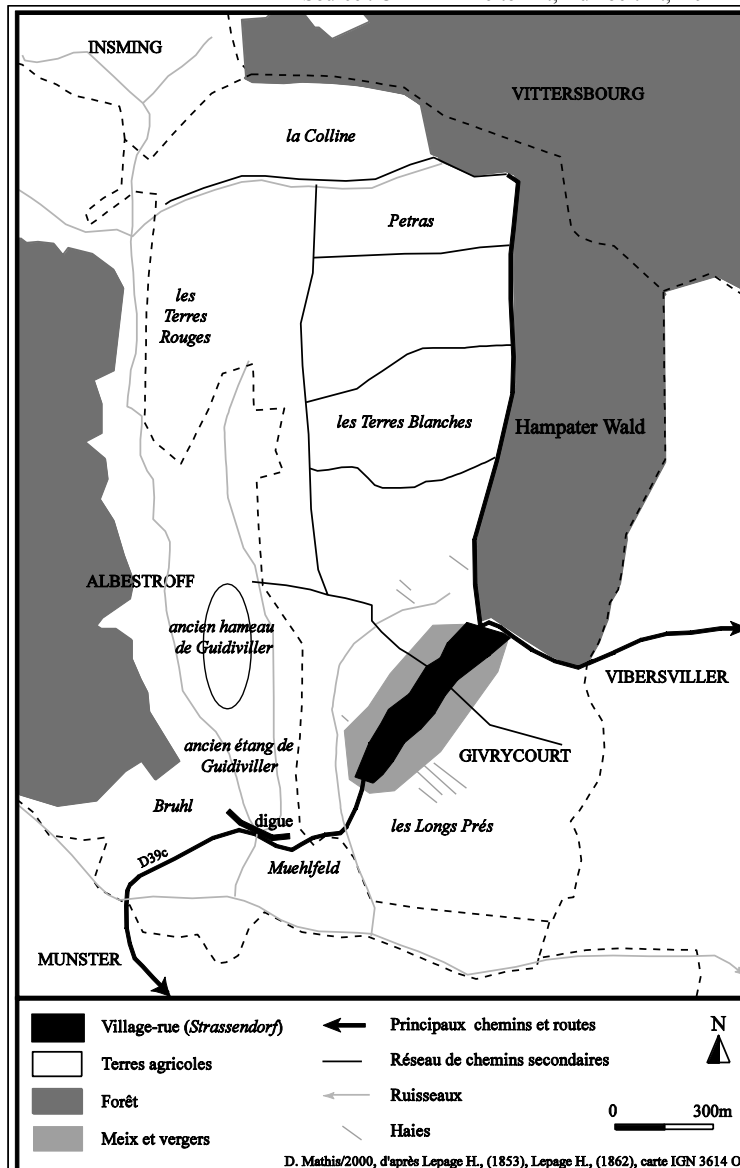 INSMING
VITTERSBOURG
la Colline
Petras
les
Terres
Rouges
les Terres Blanches
Hampater Wald
ALBESTROFF
ancien hameau
de Guidiviller
VIBERSVILLER
ancien étang de
Guidiviller
GIVRYCOURT
Bruhl
digue
les Longs Prés
D39c
Muehlfeld
MUNSTER
Village-rue (Strassendorf)
Terres agricoles
Forêt
Meix et vergers
Principaux chemins et routes
Réseau de chemins secondaires
Ruisseaux
Haies
N
0 300m
D. Mathis/2000, d'après Lepage H., (1853), Lepage H., (1862), carte IGN 3614 O